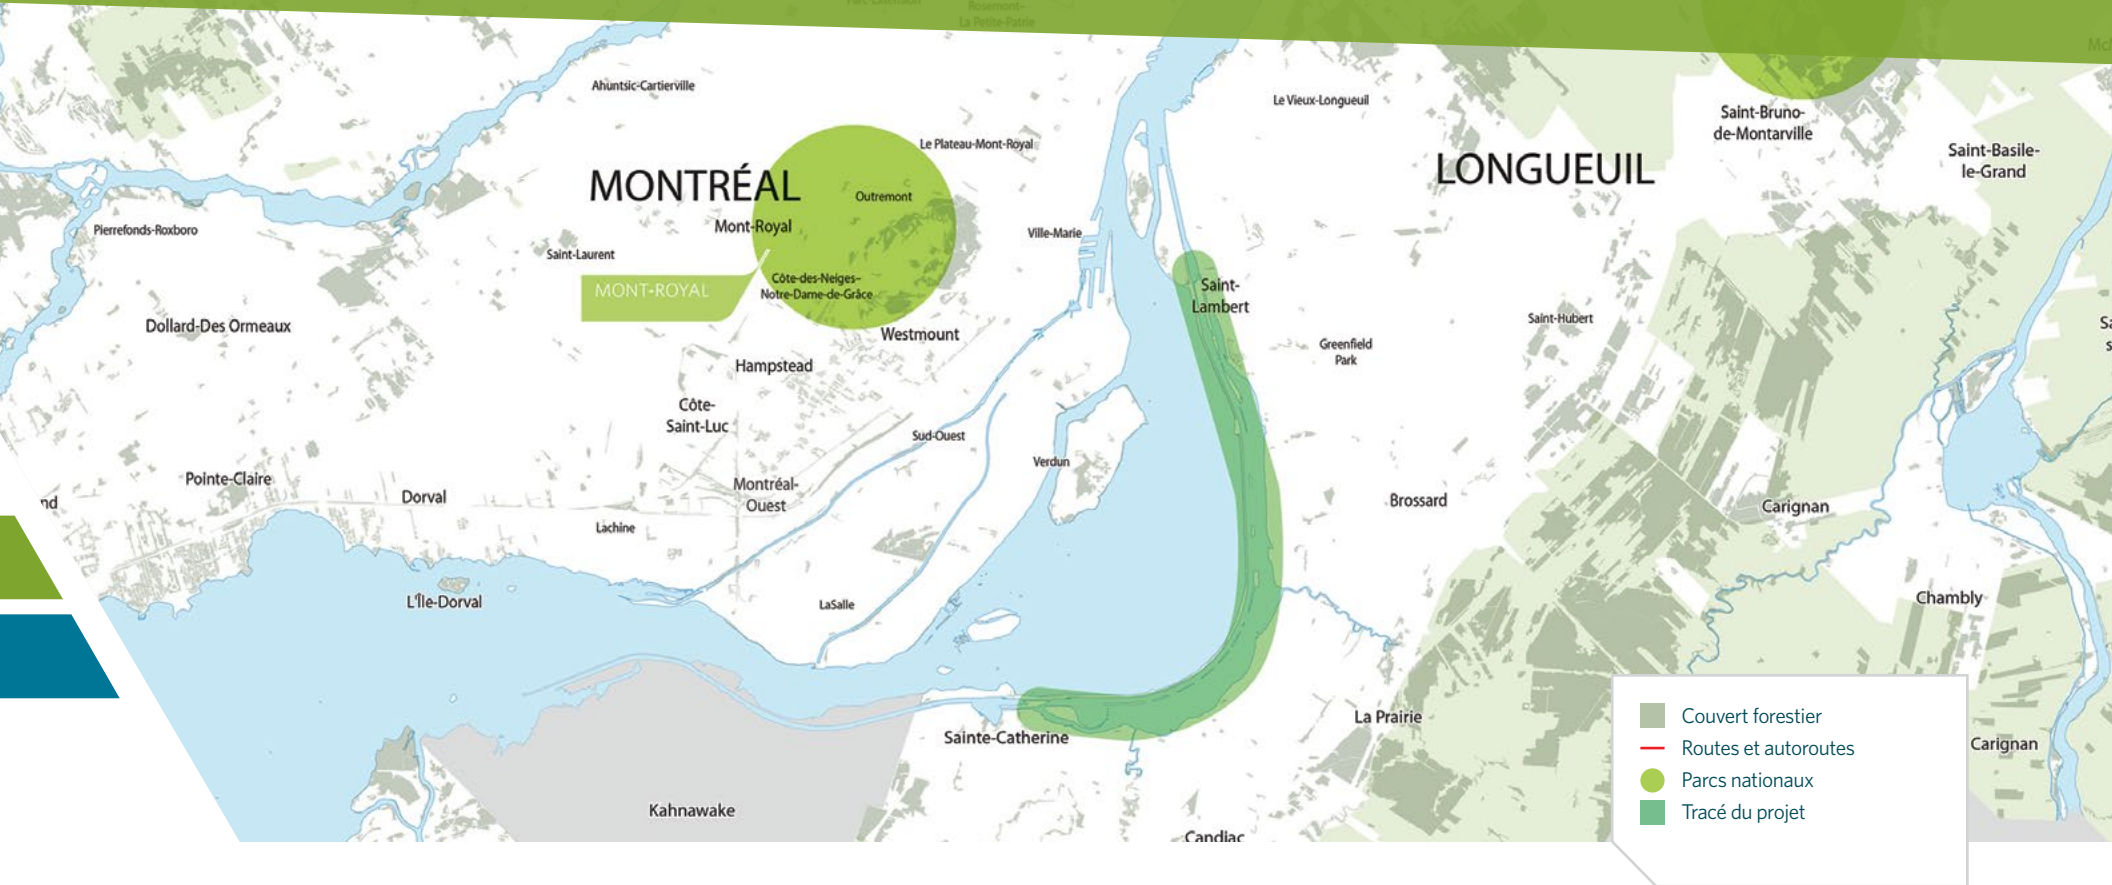 Rosemont-
La Petite-Patrie
Ahuntsic-Cartierville
Le Vieux-Longueuil
Saint-Bruno-
de-Montarville
Le Plateau-Mont-Royal
Saint-Basile-
le-Grand
MONTRÉAL
LONGUEUIL
Outremont
Mont-Royal
Pierrefonds-Roxboro
Ville-Marie
Saint-Laurent
Côte-des-Neiges-
Notre-Dame-de-Grâce
MONT-ROYAL
Saint-
Lambert
Saint-Hubert
Dollard-Des Ormeaux
Westmount
Greenfield
Park
Hampstead
Côte-
Saint-Luc
Sud-Ouest
Verdun
Pointe-Claire
Montréal-
Ouest
Dorval
Brossard
Carignan
Lachine
L'Île-Dorval
LaSalle
Chambly
La Prairie
Sainte-Catherine
Carignan
Kahnawake
Candiac
Couvert forestier
Routes et autoroutes
Parcs nationaux
Tracé du projet